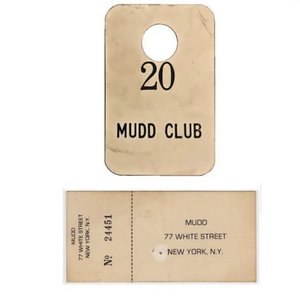 20
MUDD CLUB
MUDD
77 WHITE STREET
NEW YORK, N.Y.
Nº 24451
MUDD
77 WHITE STREET
NEW YORK, N.Y.